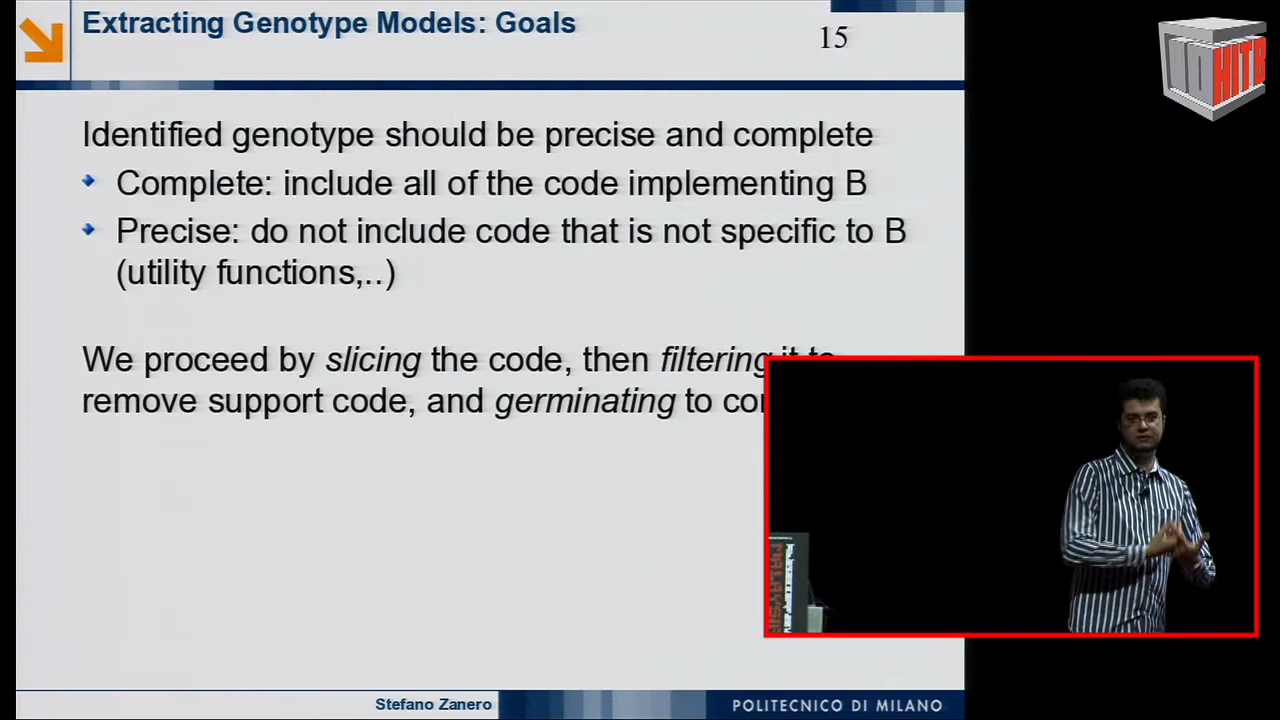 Extracting Genotype Models: Goals
15
HITB
Identified genotype should be precise and complete
Complete: include all of the code implementing B
Precise: do not include code that is not specific to B
(utility functions,..)
We proceed by slicing the code, then filtering it to
remove support code, and germinating to
Stefano Zanero
POLITECNICO DI MILANO